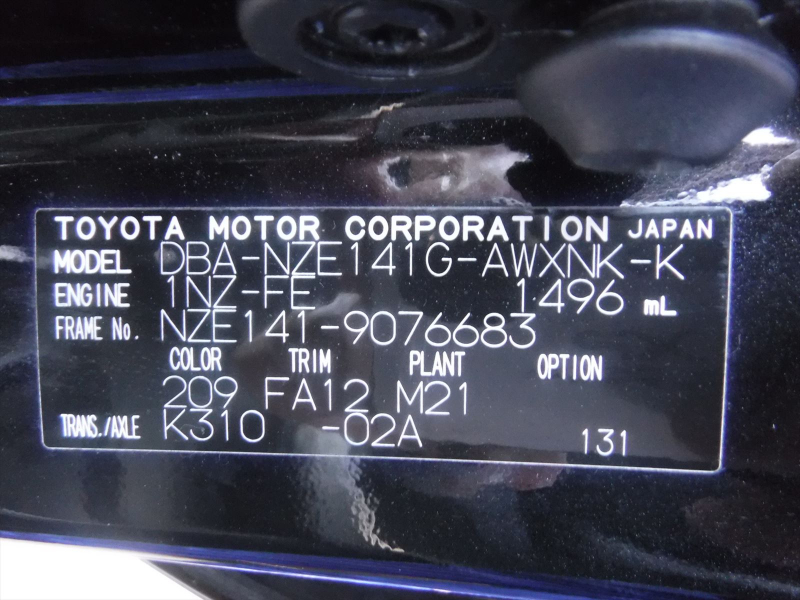 TOYOTA MOTOR CORPORATION JAPAN
MODEL DBA-NZE141G-AWXNK-K
ENGINE 1NZ-FE 1496 mL
FRAME No. NZE141-9076683
COLOR TRIM PLANT OPTION
209 FA12 M21
TRANS./AXLE K310 -02A 131